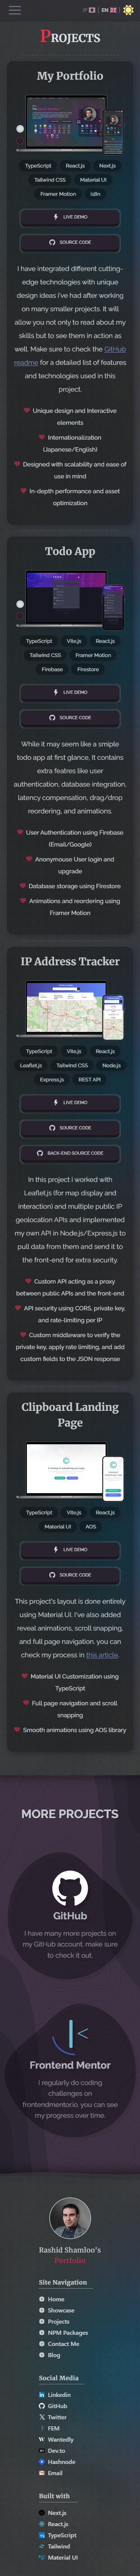 JP | EN
PROJECTS
My Portfolio
TypeScript React.js Next.js
Tailwind CSS Material UI
Framer Motion i18n
LIVE DEMO
SOURCE CODE
I have integrated different cutting-
edge technologies with unique
design ideas I've had after working
on many smaller projects. It will
allow you not only to read about my
skills but to see them in action as
well. Make sure to check the GitHub
readme for a detailed list of features
and technologies used in this
project.
Unique design and Interactive
elements
Internationalization
(Japanese/English)
Designed with scalability and ease of
use in mind
In-depth performance and asset
optimization
Todo App
TypeScript Vite.js React.js
Tailwind CSS Framer Motion
Firebase Firestore
LIVE DEMO
SOURCE CODE
While it may seem like a smiple
todo app at first glance, It contains
extra featres like user
authentication, database integration,
latency compensation, drag/drop
reordering, and animations.
User Authentication using Firebase
(Email/Google)
Anonymouse User login and
upgrade
Database storage using Firestore
Animations and reordering using
Framer Motion
IP Address Tracker
TypeScript Vite.js React.js
Leaflet.js Tailwind CSS Node.js
Express.js REST API
LIVE DEMO
SOURCE CODE
BACK-END SOURCE CODE
In this project i worked with
Leaflet.js (for map display and
interaction) and multiple public IP
geolocation APIs and implemented
my own API in Node.js/Express.js to
put data from them and send it to
the front-end for extra security.
Custom API acting as a proxy
between public APIs and the front-end
API security using CORS, private key,
and rate-limiting per IP
Custom middleware to verify the
private key, apply rate limiting, and add
custom fields to the JSON response
Clipboard Landing
Page
TypeScript Vite.js React.js
Material UI AOS
LIVE DEMO
SOURCE CODE
This project's layout is done entirely
using Material UI. I've also added
reveal animations, scroll snapping,
and full page navigation. you can
check my process in this article.
Material UI Customization using
TypeScript
Full page navigation and scroll
snapping
Smooth animations using AOS library
MORE PROJECTS
GitHub
I have many more projects on
my GitHub account. make sure
to check it out.
Frontend Mentor
I regularly do coding
challenges on
frontendmentor.io. you can see
my progress over time.
Rashid Shamloo's
Portfolio
Site Navigation
Home
Showcase
Projects
NPM Packages
Contact Me
Blog
Social Media
Linkedin
GitHub
Twitter
FEM
Wantedly
Dev.to
Hashnode
Email
Built with
Next.js
React.js
TypeScript
Tailwind
Material UI